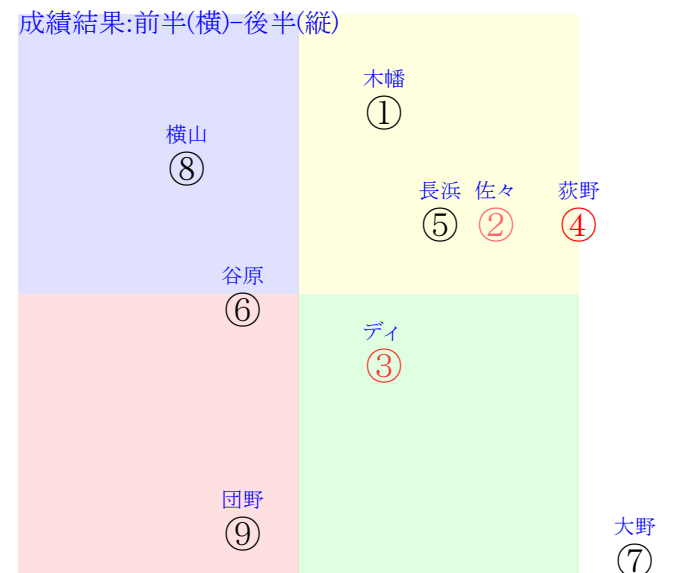 成績結果:前半(横)-後半(縦)
木幡
①
横山
⑧
長浜 佐々 荻野
⑤ ② ④
谷原
⑥
ディ
③
団野
⑨
大野
⑦